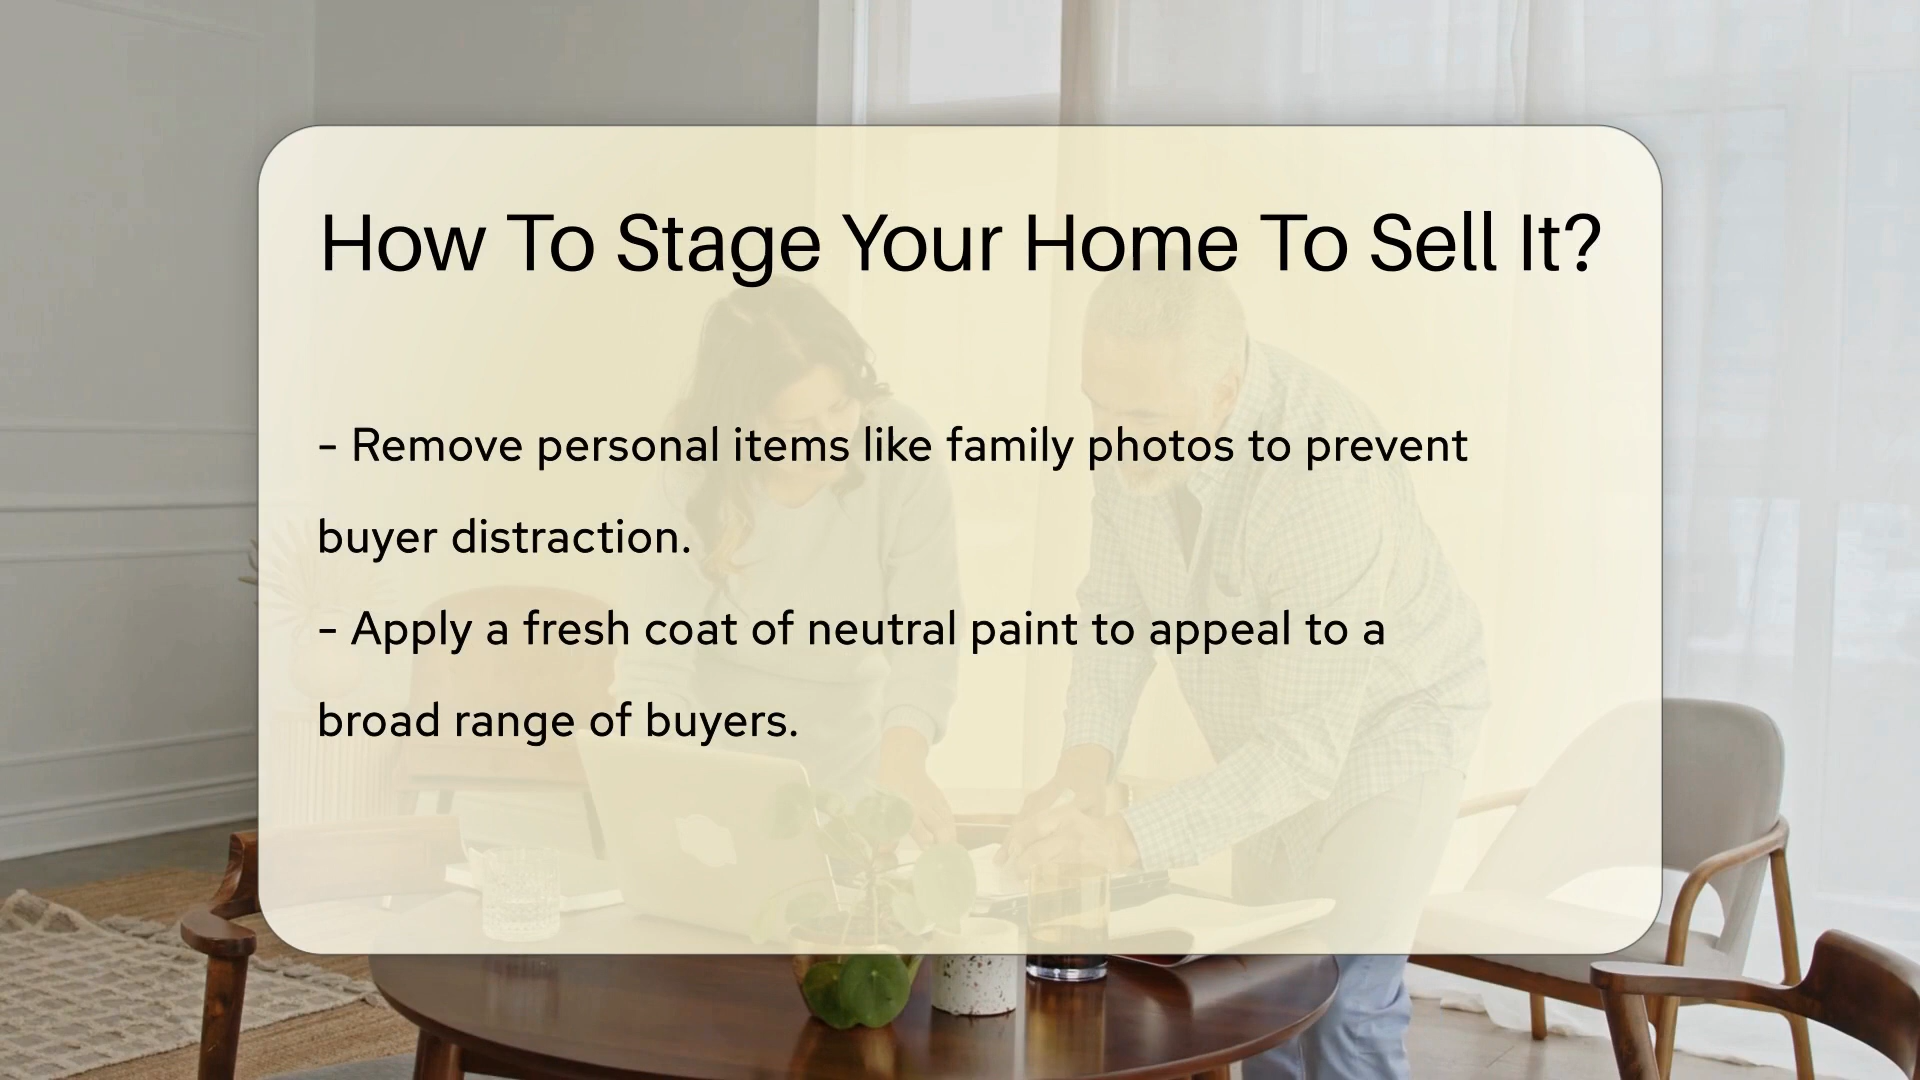 How To Stage Your Home To Sell It?
- Remove personal items like family photos to prevent
buyer distraction.
- Apply a fresh coat of neutral paint to appeal to a
broad range of buyers.